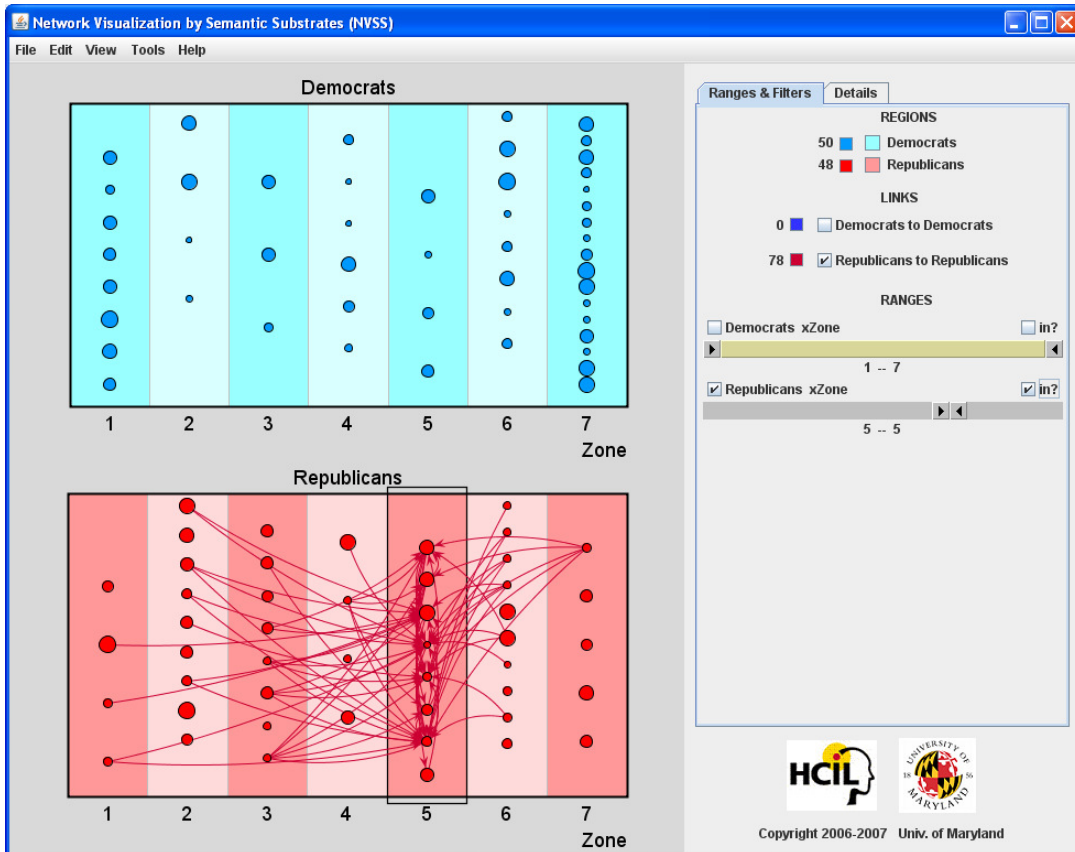 Network Visualization by Semantic Substrates (NVSS)
File Edit View Tools Help
Democrats
1 2 3 4 5 6 7
Zone
Republicans
1 2 3 4 5 6 7
Zone
Ranges & Filters Details
REGIONS
50 Democrats
48 Republicans
LINKS
0 Democrats to Democrats
78 Republicans to Republicans
RANGES
Democrats xZone in?
1 -- 7
Republicans xZone in?
5 -- 5
HCIL
UNIVERSITY OF
18 56
MARYLAND
Copyright 2006-2007 Univ. of Maryland